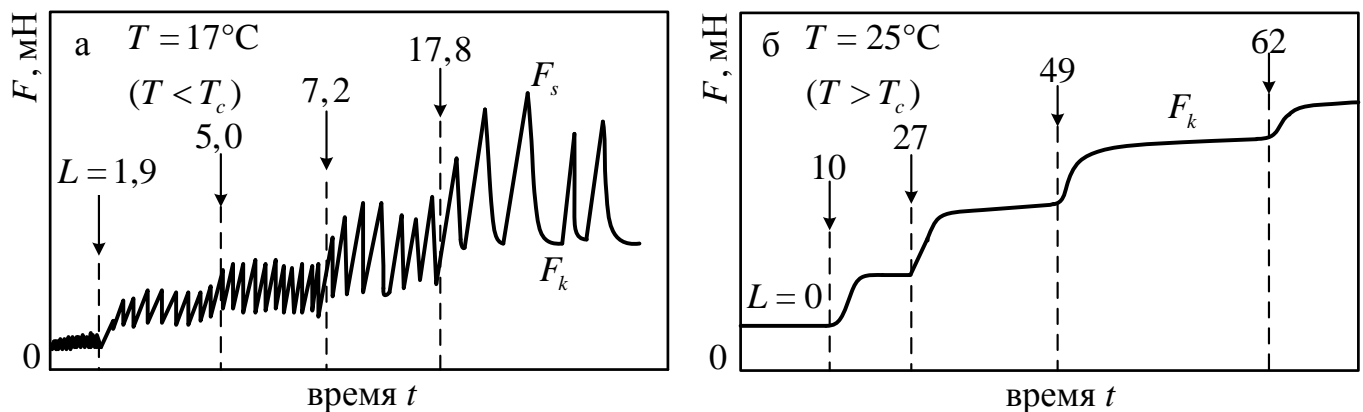 а T = 17°C
(T < T_c)
17,8
7,2
5,0
L = 1,9
F_s
F_k
F, мН
0
время t
б T = 25°C
(T > T_c)
62
49
27
10
F_k
L = 0
F, мН
0
время t